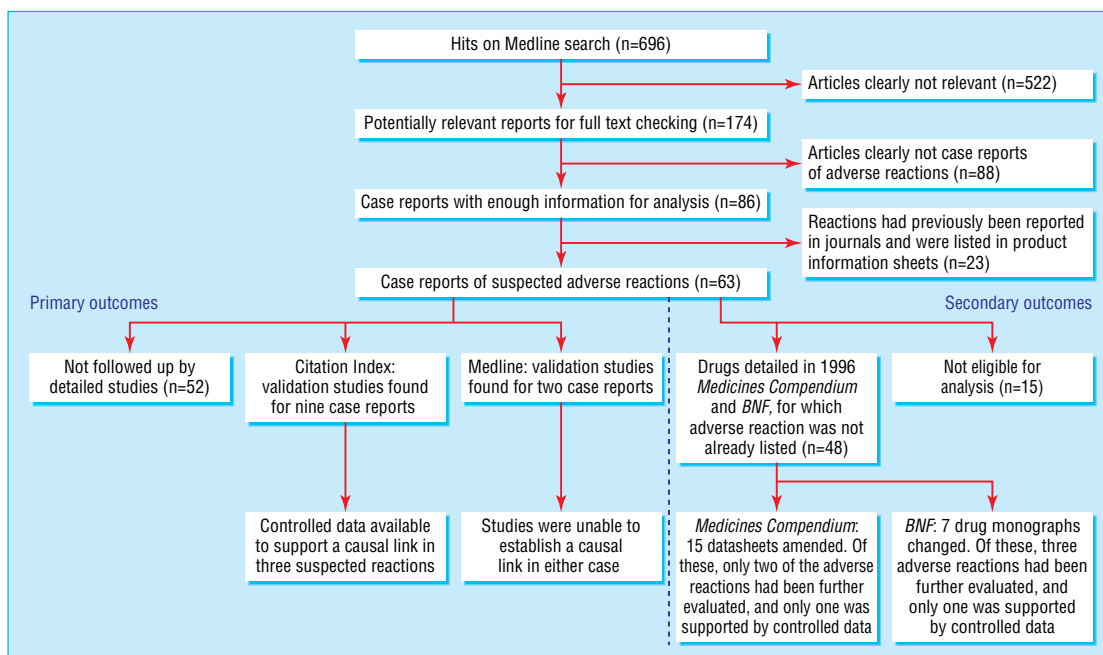 Hits on Medline search (n=696)
Articles clearly not relevant (n=522)
Potentially relevant reports for full text checking (n=174)
Articles clearly not case reports
of adverse reactions (n=88)
Case reports with enough information for analysis (n=86)
Reactions had previously been reported
in journals and were listed in product
information sheets (n=23)
Case reports of suspected adverse reactions (n=63)
Primary outcomes
Secondary outcomes
Not followed up by
detailed studies (n=52)
Citation Index:
validation studies found
for nine case reports
Medline: validation studies
found for two case reports
Drugs detailed in 1996
Medicines Compendium
and BNF, for which
adverse reaction was not
already listed (n=48)
Not eligible for
analysis (n=15)
Controlled data available
to support a causal link in
three suspected reactions
Studies were unable to
establish a causal
link in either case
Medicines Compendium:
15 datasheets amended. Of
these, only two of the adverse
reactions had been further
evaluated, and only one was
supported by controlled data
BNF: 7 drug monographs
changed. Of these, three
adverse reactions had been
further evaluated, and
only one was supported
by controlled data